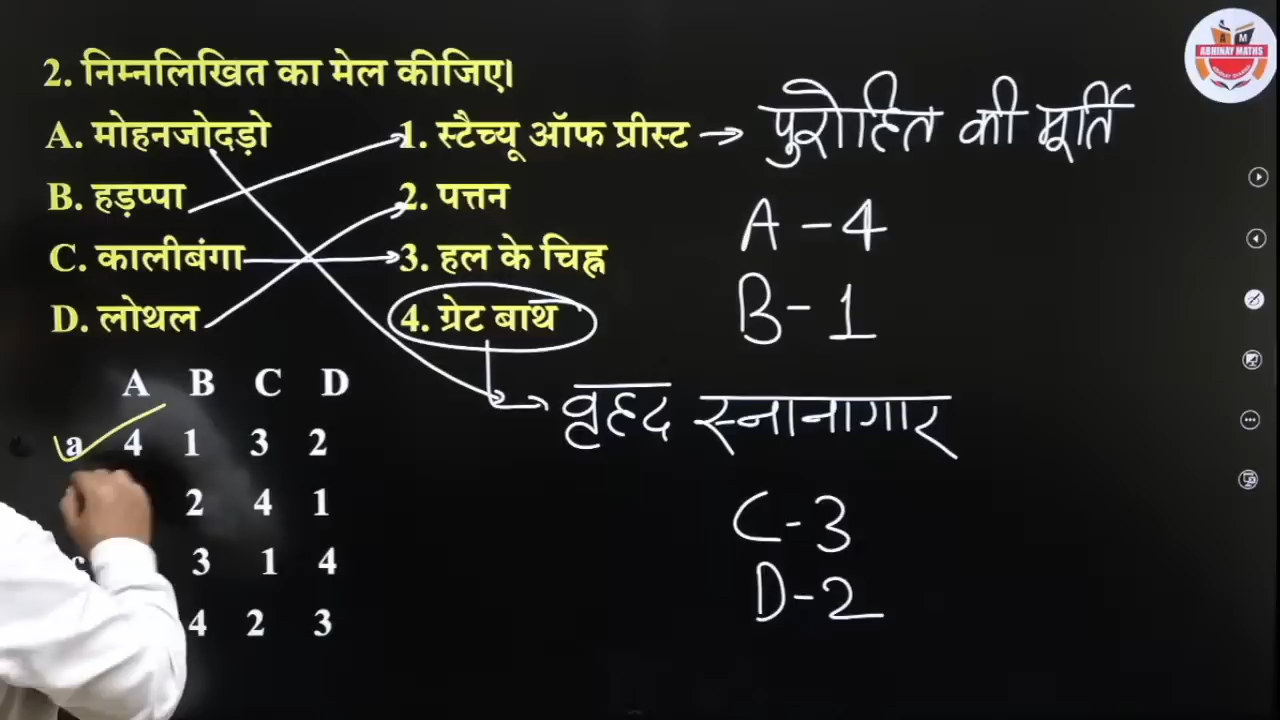 2. निम्नलिखित का मेल कीजिए।
A. मोहनजोदड़ो 1. स्टैच्यू ऑफ प्रीस्ट → पुरोहित की मूर्ति
B. हड़प्पा 2. पत्तन
C. कालीबंगा 3. हल के चिह्न
D. लोथल 4. ग्रेट बाथ
A - 4
B - 1
वृहद स्नानागार
C - 3
D - 2
A B C D
a 4 1 3 2
2 4 1
c 3 1 4
4 2 3
ABHINAY MATHS